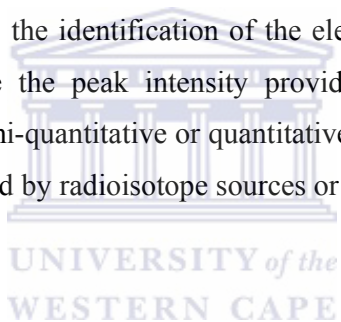 the identification of the ele
the peak intensity provid
ni-quantitative or quantitative
d by radioisotope sources or
UNIVERSITY of the
WESTERN CAPE